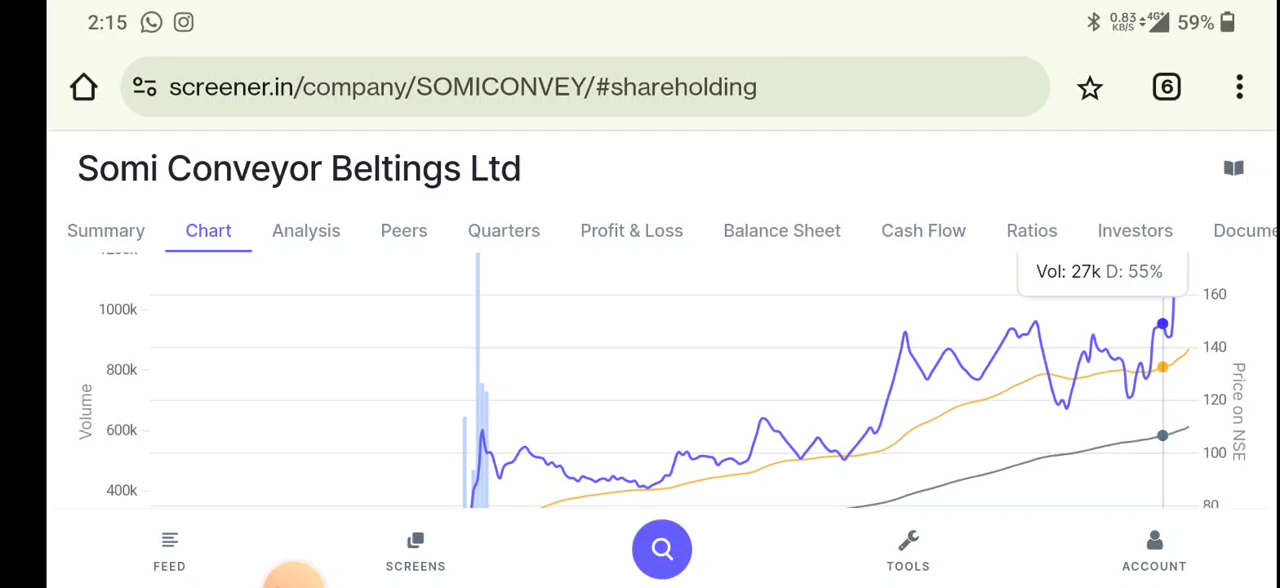 2:15 0.83 KB/S 4G+ 59%
screener.in/company/SOMICONVEY/#shareholding 6
Somi Conveyor Beltings Ltd
Summary Chart Analysis Peers Quarters Profit & Loss Balance Sheet Cash Flow Ratios Investors Docume
Vol: 27k D: 55%
1000k 160
140
800k
Volume 120 Price on NSE
600k
100
400k
80
FEED SCREENS TOOLS ACCOUNT